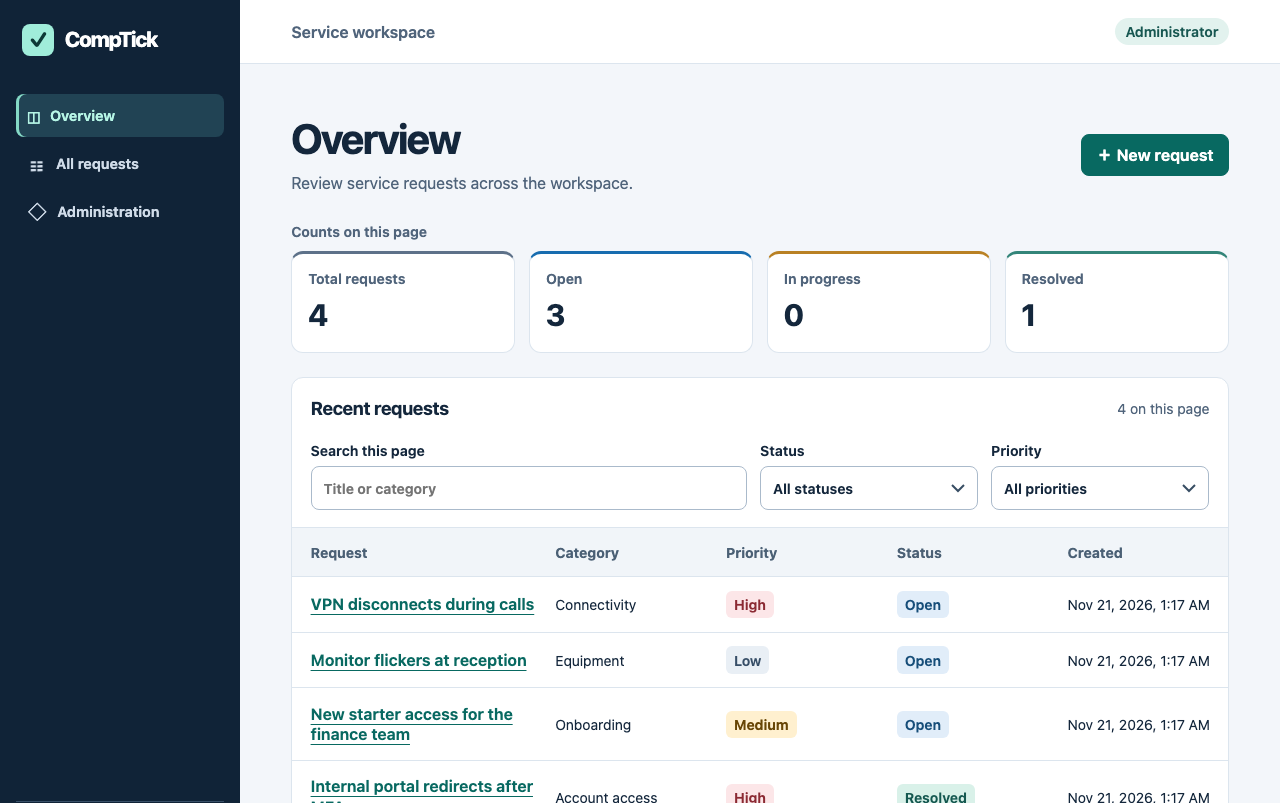 CompTick
Service workspace
Administrator
Overview
All requests
Administration
Overview
Review service requests across the workspace.
+ New request
Counts on this page
Total requests
4
Open
3
In progress
0
Resolved
1
Recent requests
4 on this page
Search this page
Status
Priority
Title or category
All statuses
All priorities
Request Category Priority Status Created
VPN disconnects during calls Connectivity High Open Nov 21, 2026, 1:17 AM
Monitor flickers at reception Equipment Low Open Nov 21, 2026, 1:17 AM
New starter access for the
finance team Onboarding Medium Open Nov 21, 2026, 1:17 AM
Internal portal redirects after
Account access High Resolved Nov 21, 2026, 1:17 AM